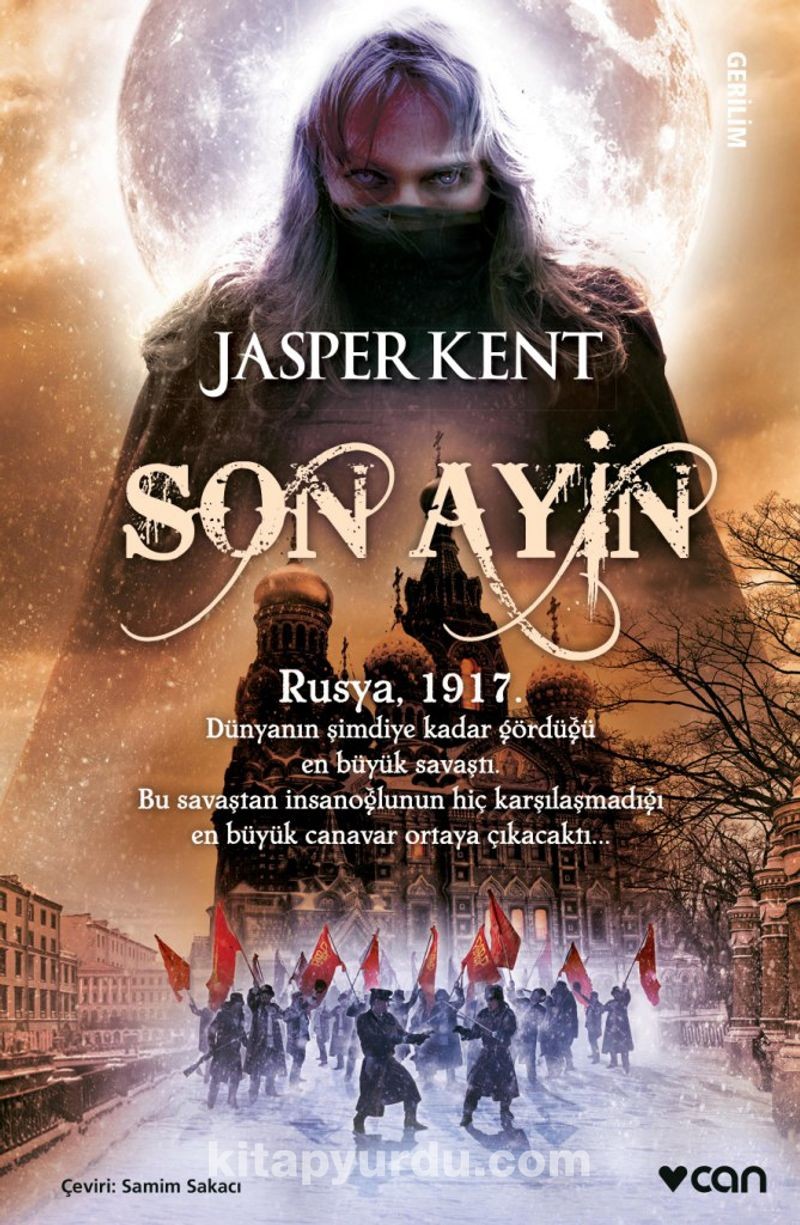 GERİLİM
JASPER KENT
SON AYİN
Rusya, 1917.
Dünyanın şimdiye kadar gördüğü
en büyük savaştı.
Bu savaştan insanoğlunun hiç karşılaşmadığı
en büyük canavar ortaya çıkacaktı...
kitapyurdu.com
Çeviri: Samim Sakacı
can